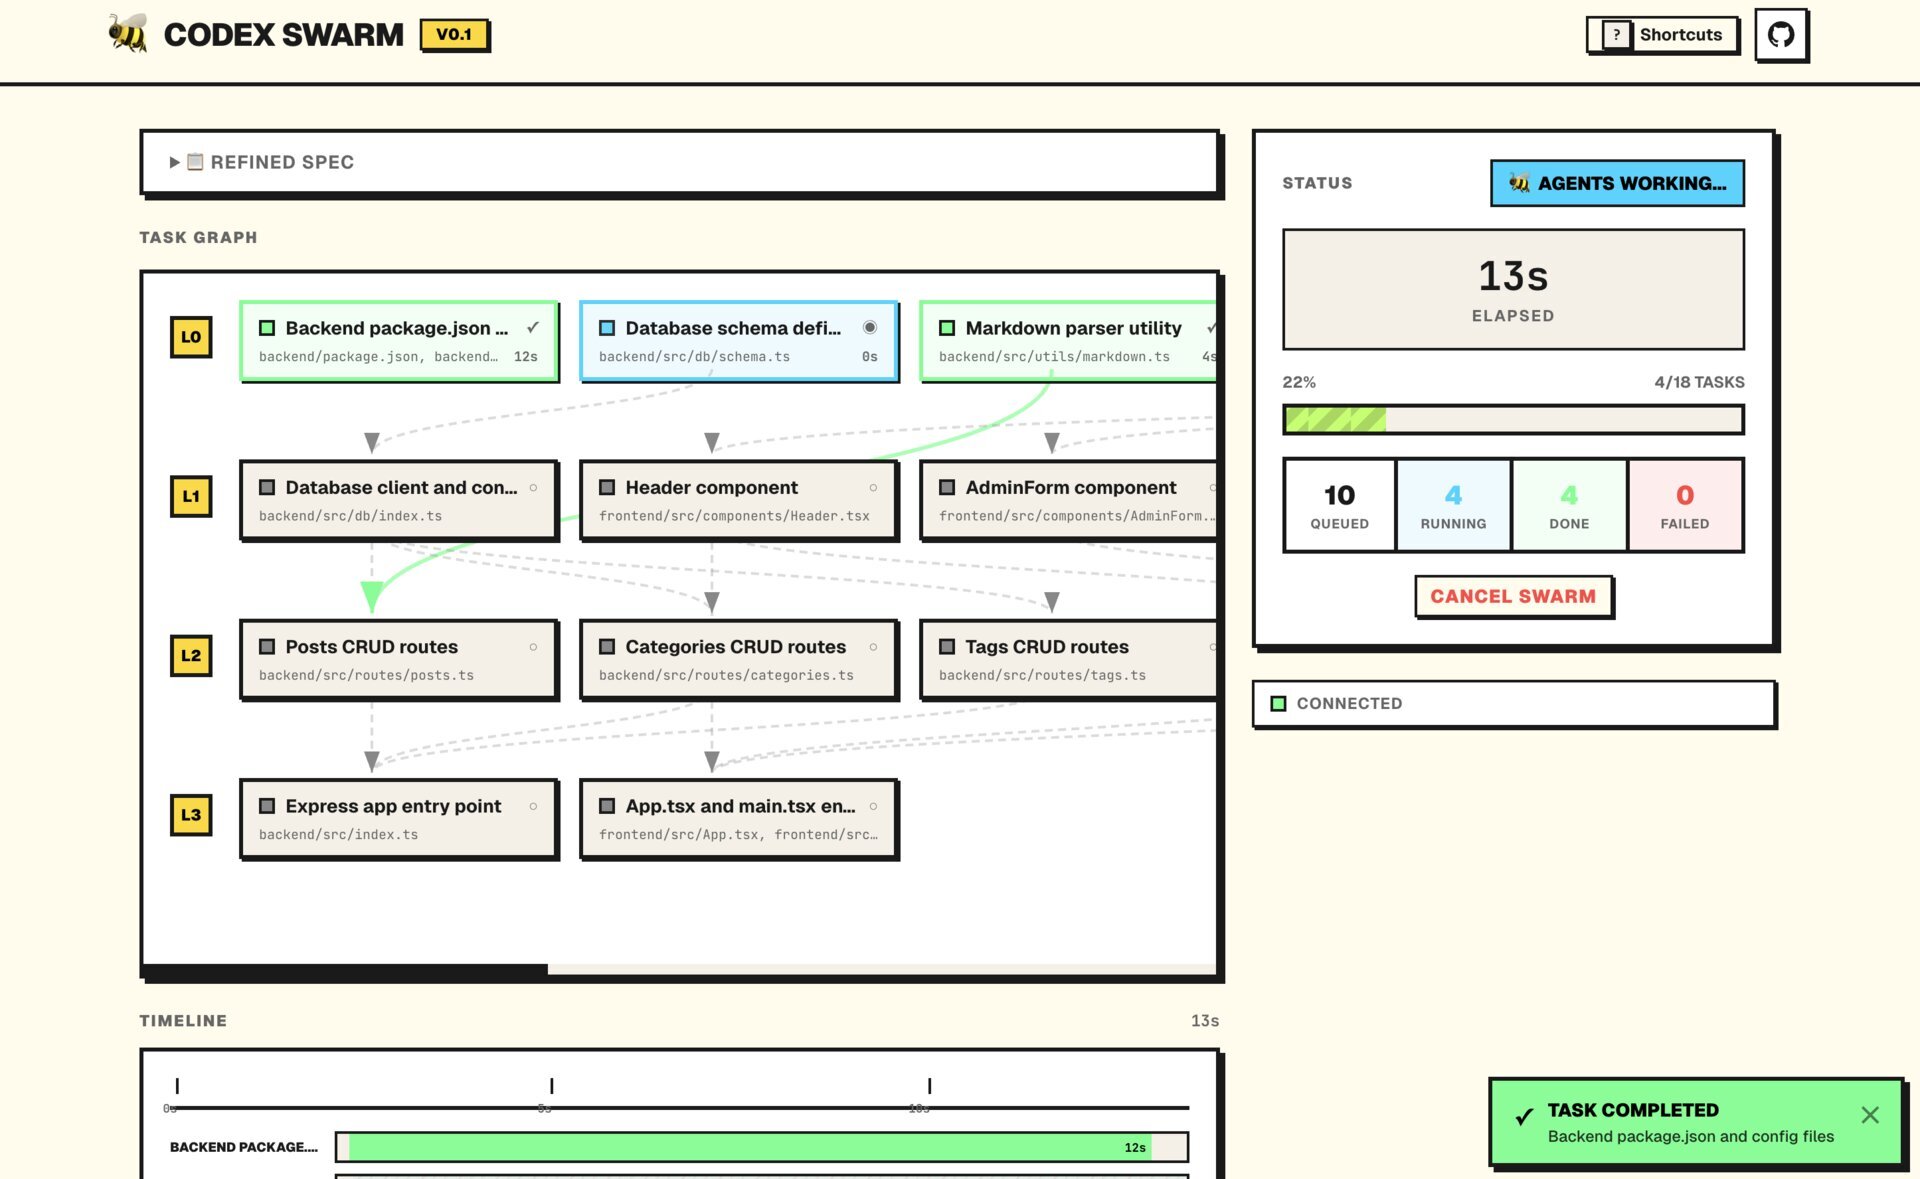 CODEX SWARM
V0.1
? Shortcuts
REFINED SPEC
TASK GRAPH
L0
Backend package.json ...
backend/package.json, backend… 12s
Database schema defi...
backend/src/db/schema.ts 0s
Markdown parser utility
backend/src/utils/markdown.ts 4s
L1
Database client and con...
backend/src/db/index.ts
Header component
frontend/src/components/Header.tsx
AdminForm component
frontend/src/components/AdminForm...
L2
Posts CRUD routes
backend/src/routes/posts.ts
Categories CRUD routes
backend/src/routes/categories.ts
Tags CRUD routes
backend/src/routes/tags.ts
L3
Express app entry point
backend/src/index.ts
App.tsx and main.tsx en...
frontend/src/App.tsx, frontend/src…
TIMELINE
13s
0s 5s 10s
BACKEND PACKAGE....
12s
STATUS
AGENTS WORKING...
13s
ELAPSED
22%
4/18 TASKS
10
QUEUED
4
RUNNING
4
DONE
0
FAILED
CANCEL SWARM
CONNECTED
TASK COMPLETED
Backend package.json and config files